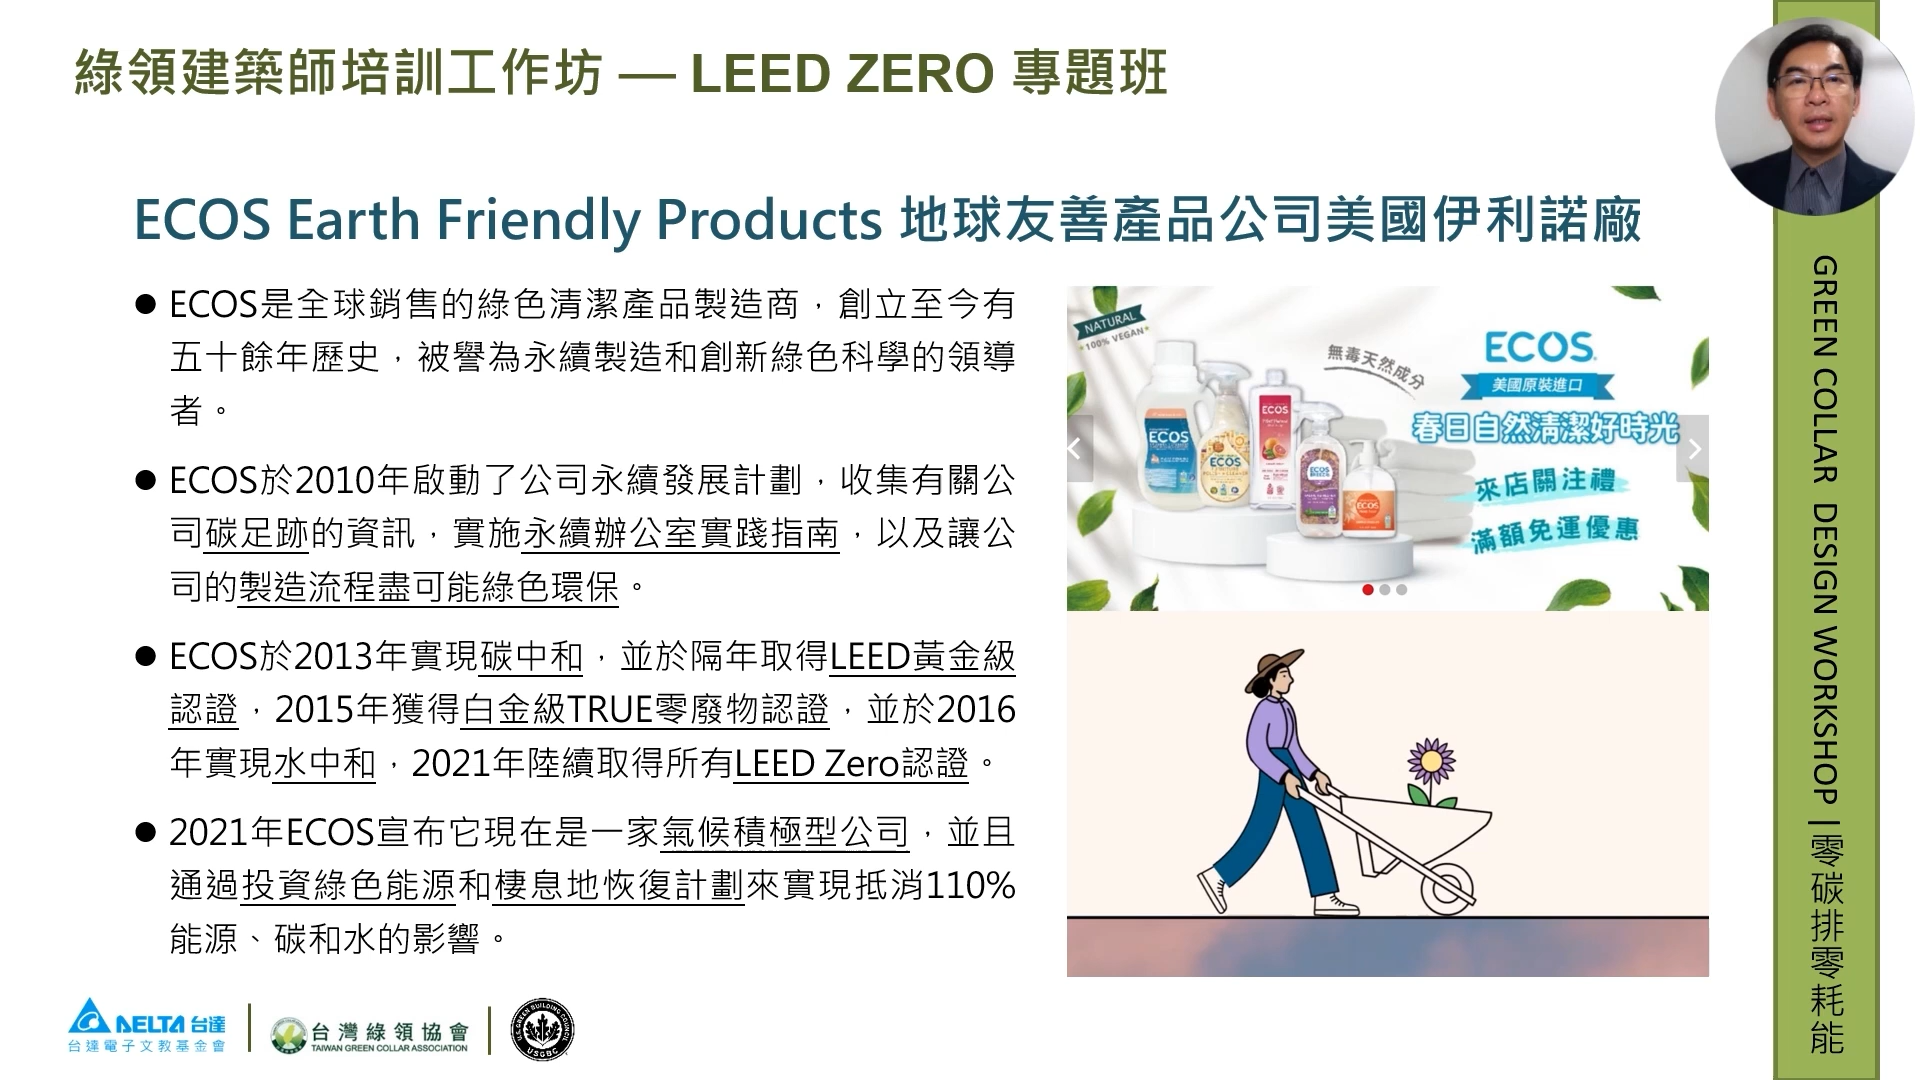 綠領建築師培訓工作坊 — LEED ZERO 專題班
ECOS Earth Friendly Products 地球友善產品公司美國伊利諾廠
ECOS是全球銷售的綠色清潔產品製造商，創立至今有
五十餘年歷史，被譽為永續製造和創新綠色科學的領導
者。
ECOS於2010年啟動了公司永續發展計劃，收集有關公
司碳足跡的資訊，實施永續辦公室實踐指南，以及讓公
司的製造流程盡可能綠色環保。
ECOS於2013年實現碳中和，並於隔年取得LEED黃金級
認證，2015年獲得白金級TRUE零廢物認證，並於2016
年實現水中和，2021年陸續取得所有LEED Zero認證。
2021年ECOS宣布它現在是一家氣候積極型公司，並且
通過投資綠色能源和棲息地恢復計劃來實現抵消110%
能源、碳和水的影響。
NATURAL
100% VEGAN
無毒天然成分
ECOS
美國原裝進口
春日自然清潔好時光
來店關注禮
滿額免運優惠
ECOS
ECOS
ECOS
ECOS
ECOS
DELTA 台達
台達電子文教基金會
台灣綠領協會
TAIWAN GREEN COLLAR ASSOCIATION
U.S. GREEN BUILDING COUNCIL
USGBC
GREEN COLLAR DESIGN WORKSHOP | 零碳排零耗能